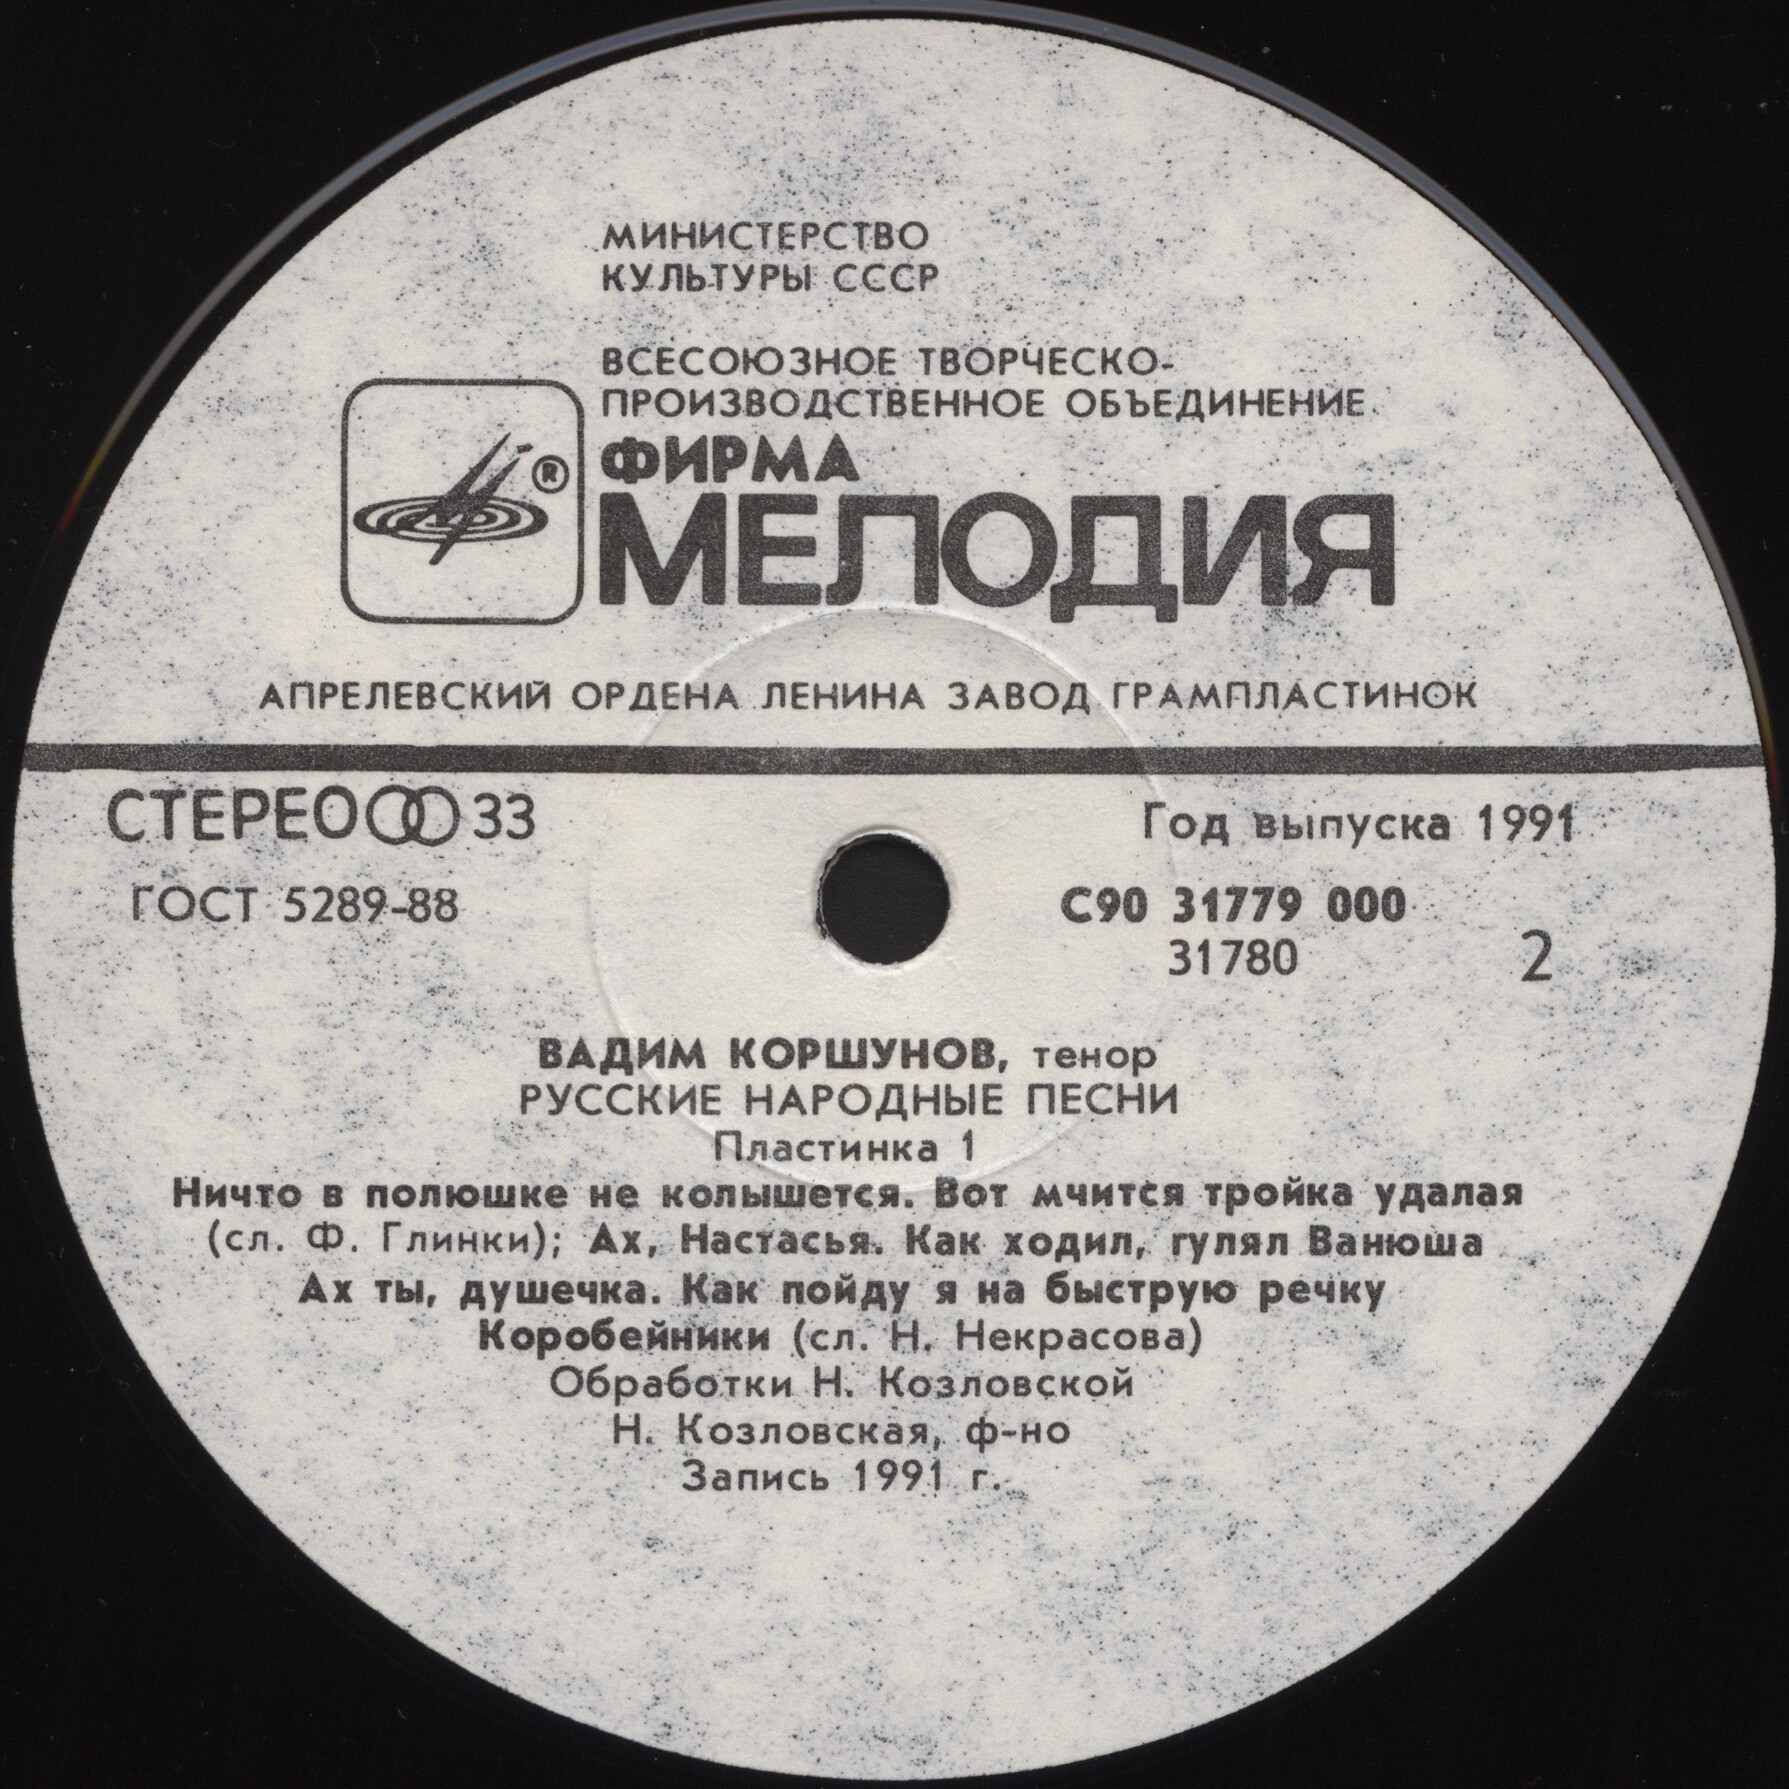 МИНИСТЕРСТВО
КУЛЬТУРЫ СССР
ВСЕСОЮЗНОЕ ТВОРЧЕСКО-
ПРОИЗВОДСТВЕННОЕ ОБЪЕДИНЕНИЕ
ФИРМА
®
МЕЛОДИЯ
АПРЕЛЕВСКИЙ ОРДЕНА ЛЕНИНА ЗАВОД ГРАМПЛАСТИНОК
СТЕРЕО 33
Год выпуска 1991
ГОСТ 5289-88
С90 31779 000
31780
2
ВАДИМ КОРШУНОВ, тенор
РУССКИЕ НАРОДНЫЕ ПЕСНИ
Пластинка 1
Ничто в полюшке не колышется. Вот мчится тройка удалая
(сл. Ф. Глинки); Ах, Настасья. Как ходил, гулял Ванюша
Ах ты, душечка. Как пойду я на быструю речку
Коробейники (сл. Н. Некрасова)
Обработки Н. Козловской
Н. Козловская, ф-но
Запись 1991 г.